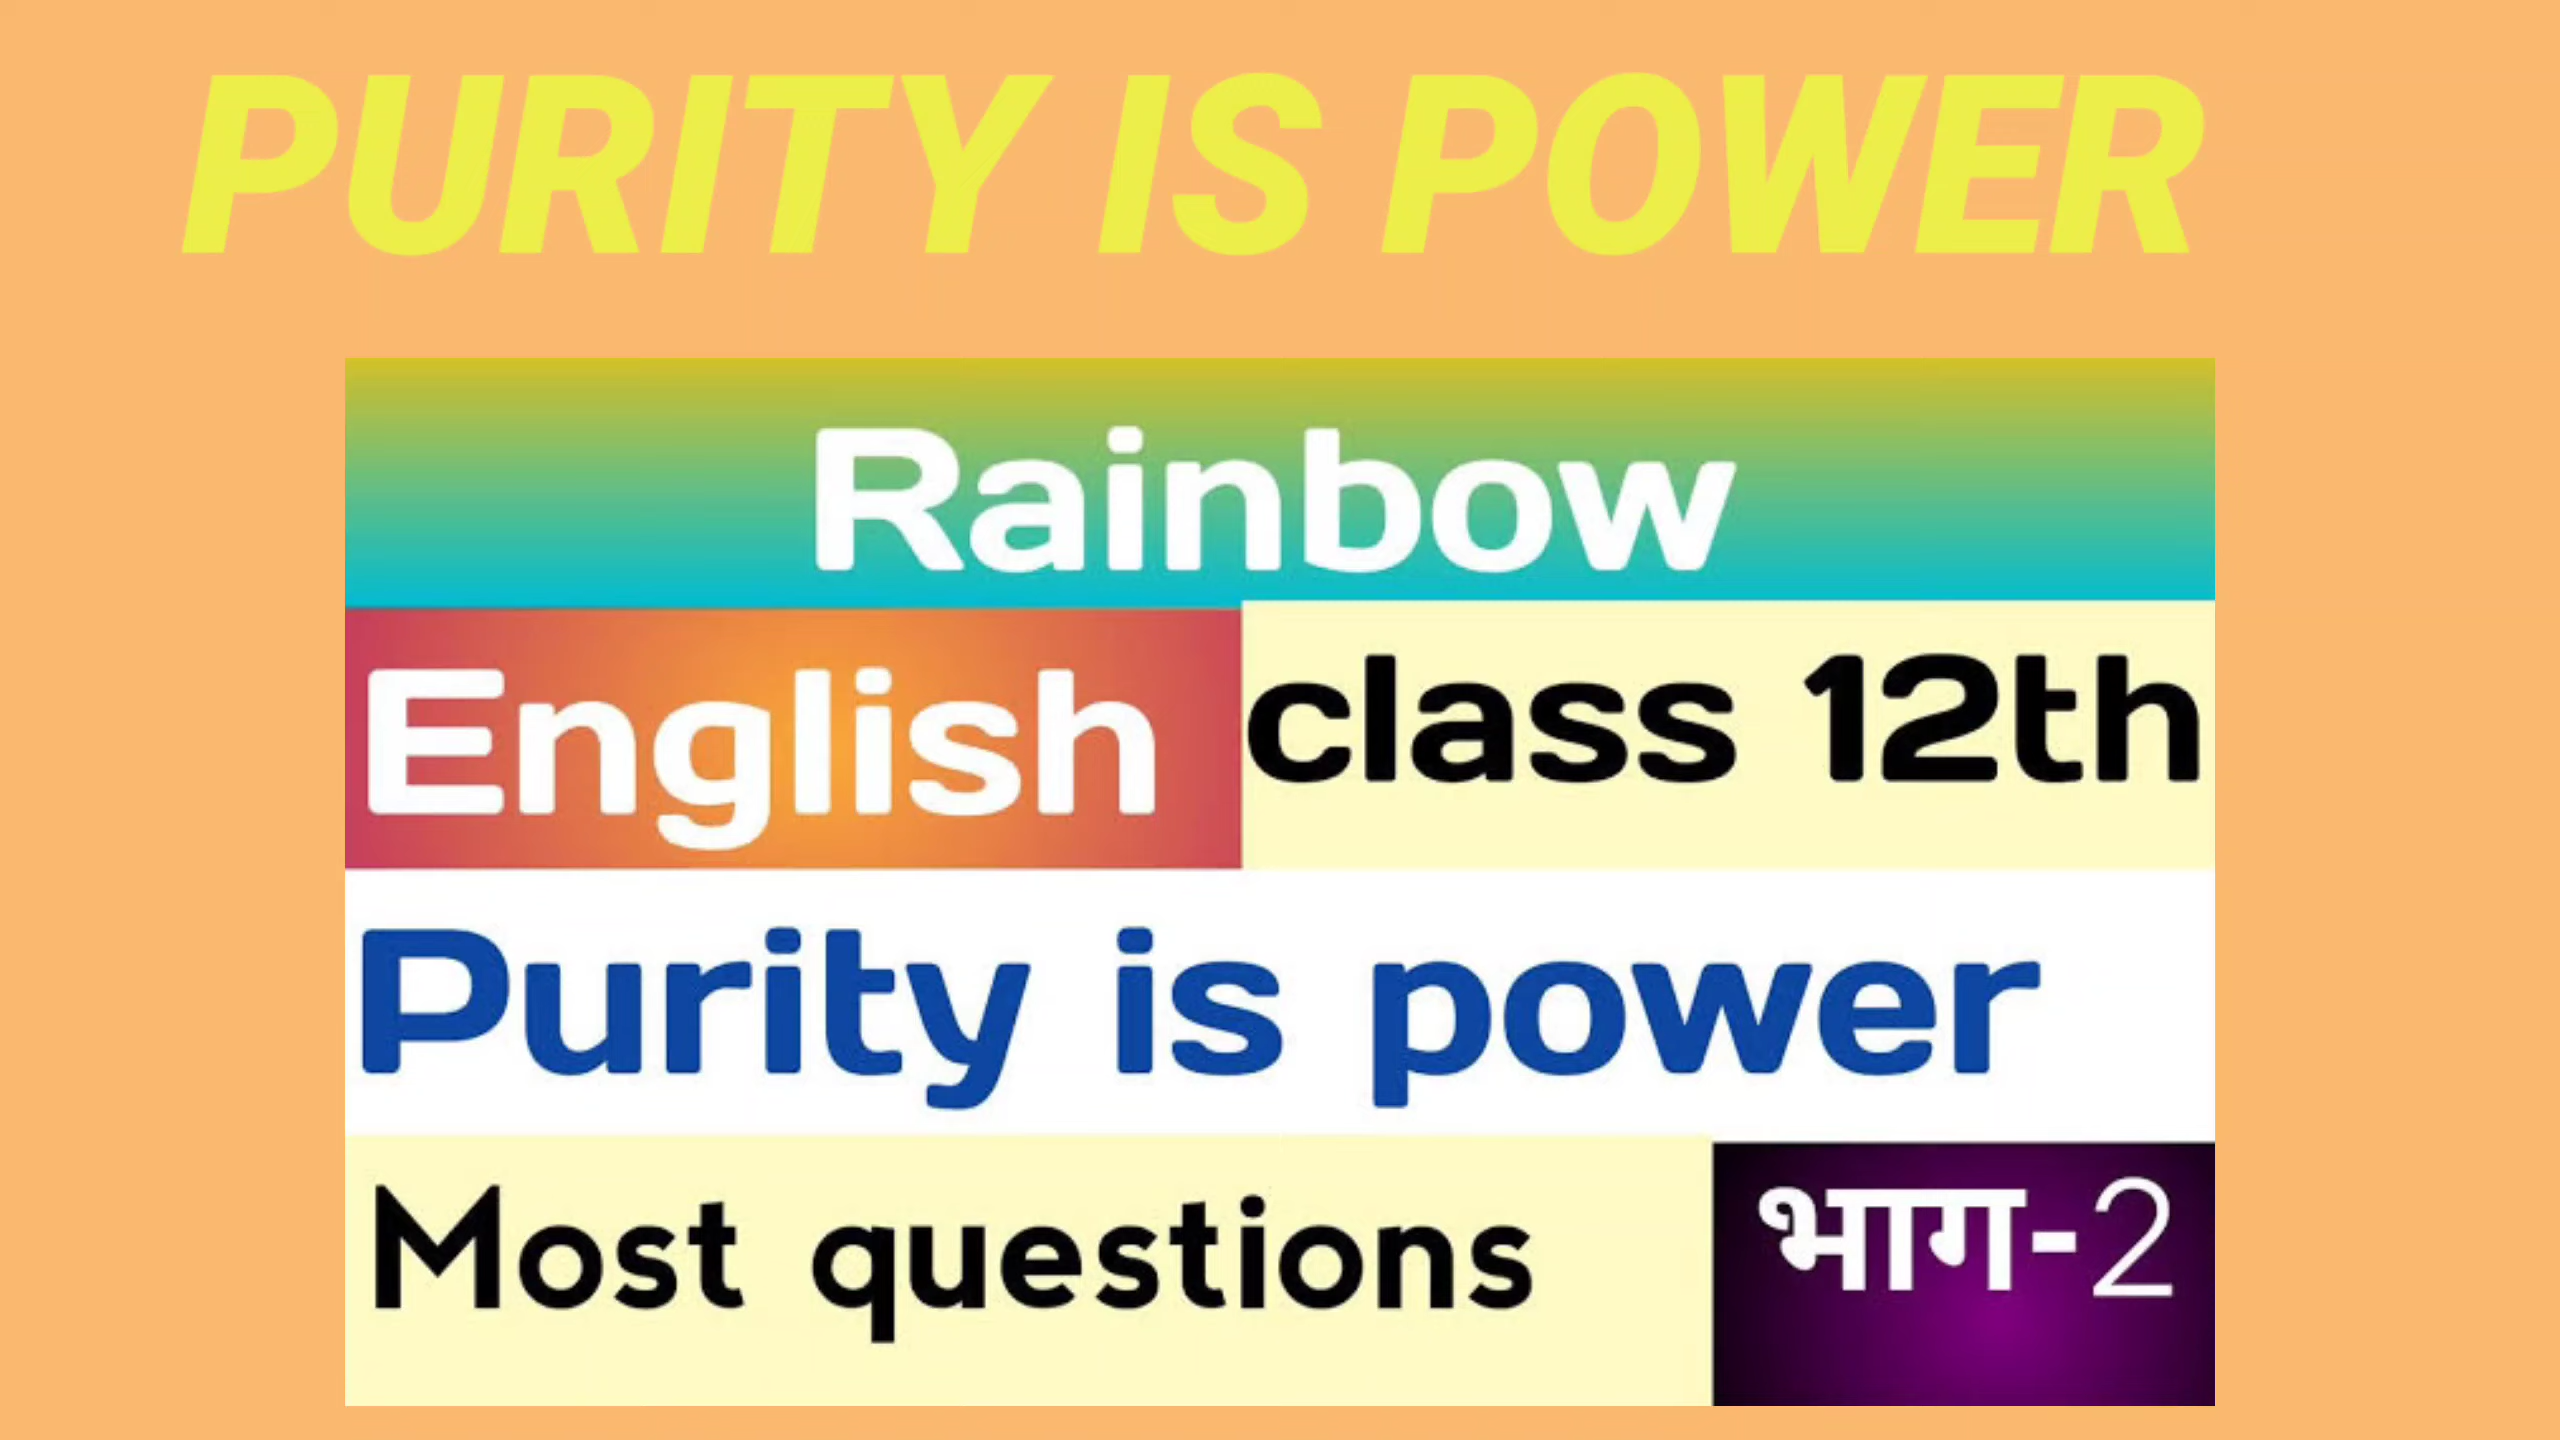 PURITY IS POWER
Rainbow
English class 12th
Purity is power
Most questions भाग-2